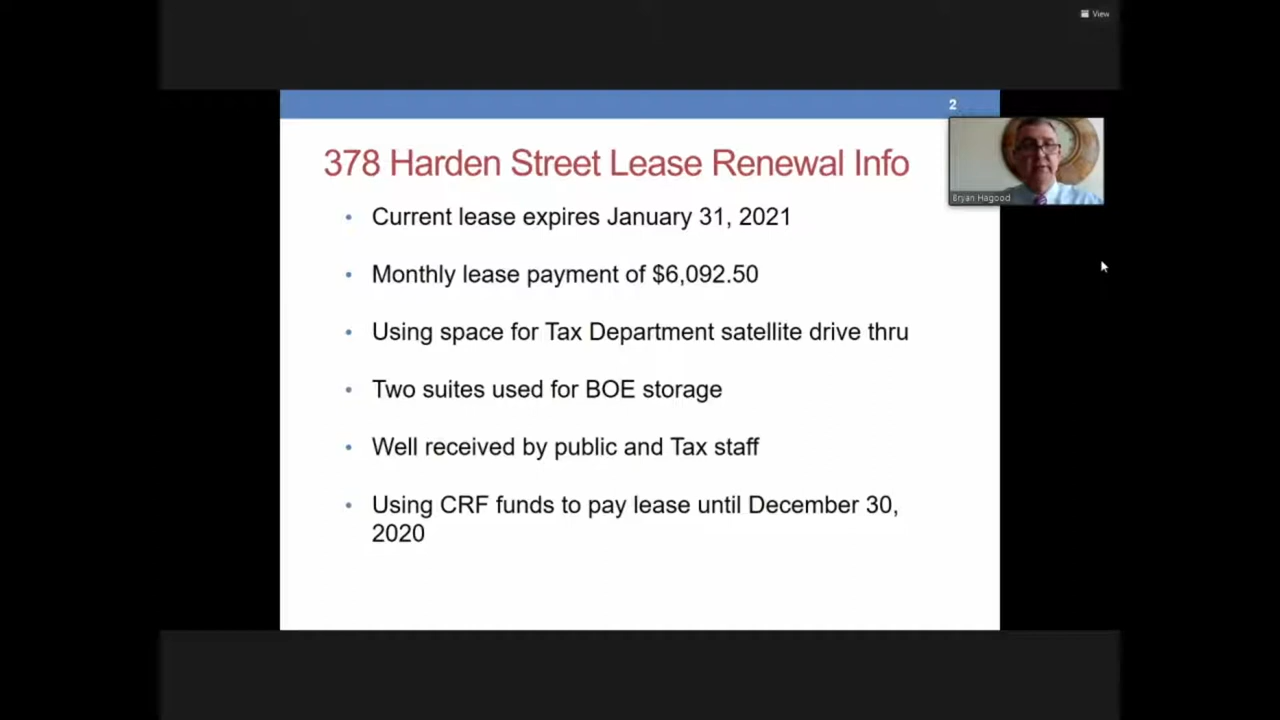 View
2
378 Harden Street Lease Renewal Info
Bryan Hagood
• Current lease expires January 31, 2021
• Monthly lease payment of $6,092.50
• Using space for Tax Department satellite drive thru
• Two suites used for BOE storage
• Well received by public and Tax staff
• Using CRF funds to pay lease until December 30,
2020